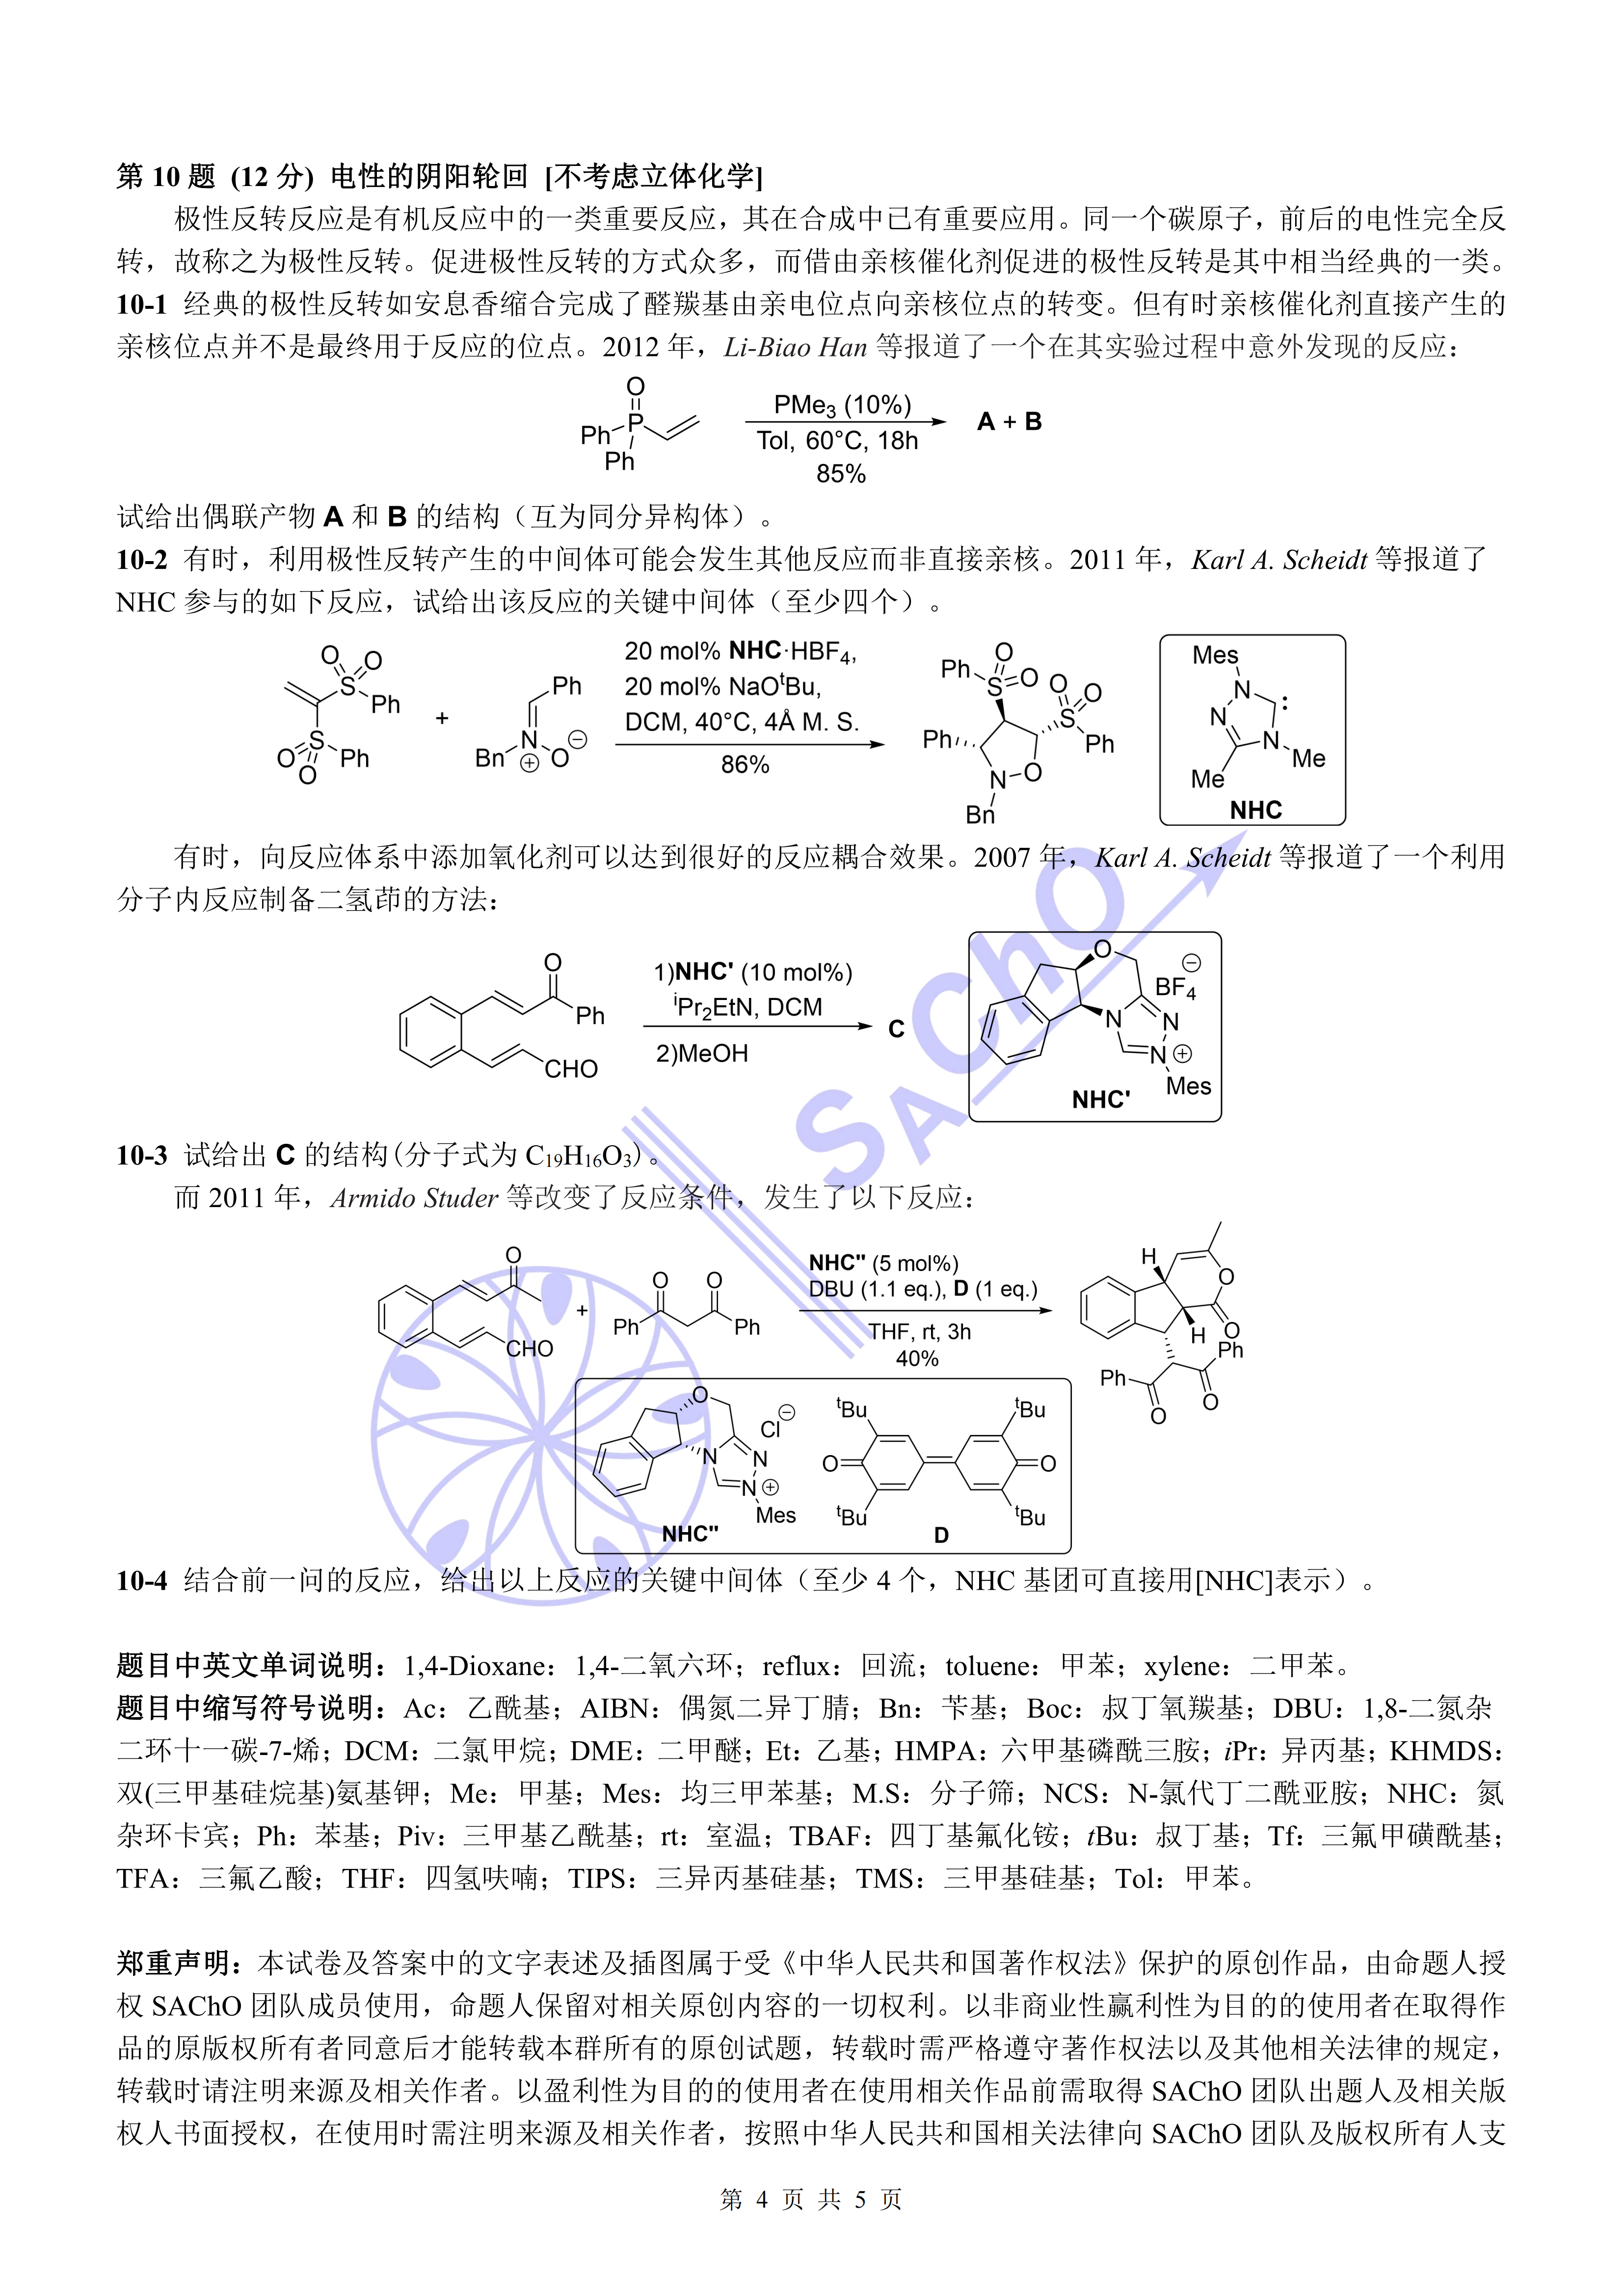 第 10 题 (12 分) 电性的阴阳轮回 [不考虑立体化学]
极性反转反应是有机反应中的一类重要反应，其在合成中已有重要应用。同一个碳原子，前后的电性完全反
转，故称之为极性反转。促进极性反转的方式众多，而借由亲核催化剂促进的极性反转是其中相当经典的一类。
10-1 经典的极性反转如安息香缩合完成了醛羰基由亲电位点向亲核位点的转变。但有时亲核催化剂直接产生的
亲核位点并不是最终用于反应的位点。2012 年，Li-Biao Han 等报道了一个在其实验过程中意外发现的反应：
O
Ph P
Ph
PMe3 (10%)
Tol, 60°C, 18h
85%
A + B
试给出偶联产物 A 和 B 的结构（互为同分异构体）。
10-2 有时，利用极性反转产生的中间体可能会发生其他反应而非直接亲核。2011 年，Karl A. Scheidt 等报道了
NHC 参与的如下反应，试给出该反应的关键中间体（至少四个）。
O O
S Ph
O S Ph
O
+
Ph
Bn N ⊕ O ⊖
20 mol% NHC·HBF4,
20 mol% NaOtBu,
DCM, 40°C, 4Å M. S.
86%
Ph S O O
O O S Ph
Ph
N O
Bn
Mes
N
N
N Me
Me
NHC
有时，向反应体系中添加氧化剂可以达到很好的反应耦合效果。2007 年，Karl A. Scheidt 等报道了一个利用
分子内反应制备二氢茚的方法：
O
Ph
CHO
1)NHC' (10 mol%)
iPr2EtN, DCM
2)MeOH
C
O
⊖
BF4
N N
N ⊕
Mes
NHC'
SAChO
10-3 试给出 C 的结构(分子式为 C19H16O3)。
而 2011 年，Armido Studer 等改变了反应条件，发生了以下反应：
O
CHO
+
O O
Ph Ph
NHC'' (5 mol%)
DBU (1.1 eq.), D (1 eq.)
THF, rt, 3h
40%
H
O
O
H
Ph
Ph
O O
O
⊖
Cl
N N
N ⊕
Mes
NHC''
tBu tBu
O O
tBu tBu
D
10-4 结合前一问的反应，给出以上反应的关键中间体（至少 4 个，NHC 基团可直接用[NHC]表示）。
题目中英文单词说明：1,4-Dioxane：1,4-二氧六环；reflux：回流；toluene：甲苯；xylene：二甲苯。
题目中缩写符号说明：Ac：乙酰基；AIBN：偶氮二异丁腈；Bn：苄基；Boc：叔丁氧羰基；DBU：1,8-二氮杂
二环十一碳-7-烯；DCM：二氯甲烷；DME：二甲醚；Et：乙基；HMPA：六甲基磷酰三胺；iPr：异丙基；KHMDS：
双(三甲基硅烷基)氨基钾；Me：甲基；Mes：均三甲苯基；M.S：分子筛；NCS：N-氯代丁二酰亚胺；NHC：氮
杂环卡宾；Ph：苯基；Piv：三甲基乙酰基；rt：室温；TBAF：四丁基氟化铵；tBu：叔丁基；Tf：三氟甲磺酰基；
TFA：三氟乙酸；THF：四氢呋喃；TIPS：三异丙基硅基；TMS：三甲基硅基；Tol：甲苯。
郑重声明：本试卷及答案中的文字表述及插图属于受《中华人民共和国著作权法》保护的原创作品，由命题人授
权 SAChO 团队成员使用，命题人保留对相关原创内容的一切权利。以非商业性赢利性为目的的使用者在取得作
品的原版权所有者同意后才能转载本群所有的原创试题，转载时需严格遵守著作权法以及其他相关法律的规定，
转载时请注明来源及相关作者。以盈利性为目的的使用者在使用相关作品前需取得 SAChO 团队出题人及相关版
权人书面授权，在使用时需注明来源及相关作者，按照中华人民共和国相关法律向 SAChO 团队及版权所有人支
第 4 页 共 5 页